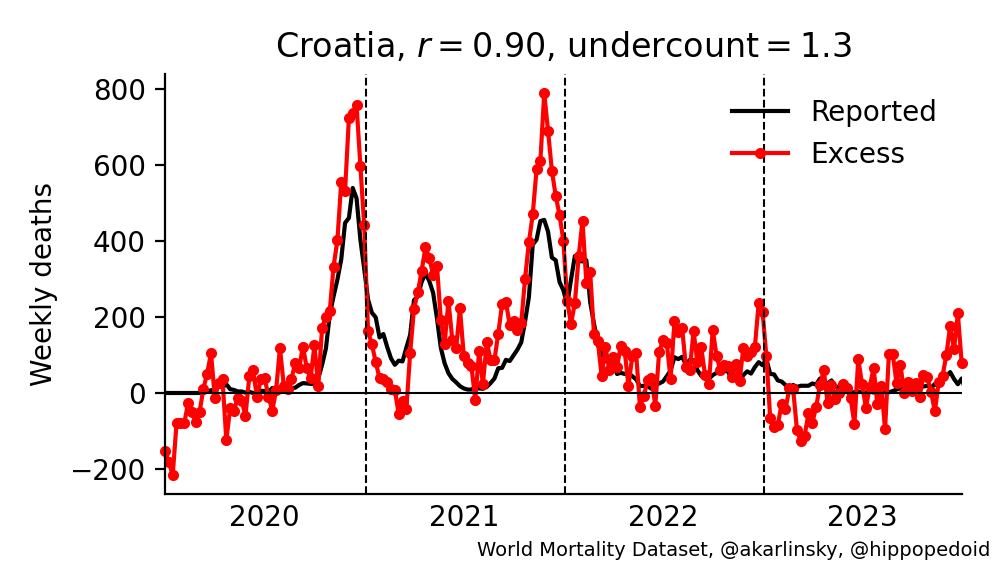 Croatia, r = 0.90, undercount = 1.3
Weekly deaths
800
600
400
200
0
−200
Reported
Excess
2020 2021 2022 2023
World Mortality Dataset, @akarlinsky, @hippopedoid